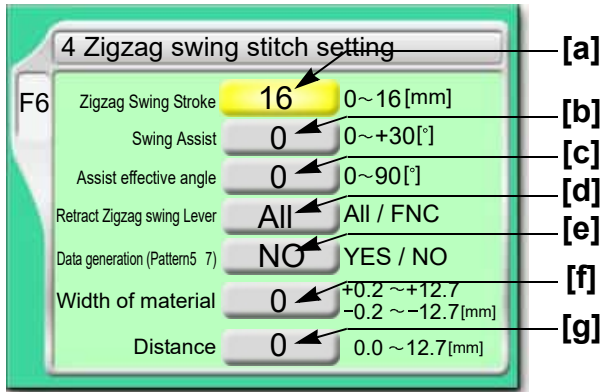 4 Zigzag swing stitch setting
[a]
F6
Zigzag Swing Stroke 16 0~16[mm]
[b]
Swing Assist 0 0~+30[°]
[c]
Assist effective angle 0 0~90[°]
[d]
Retract Zigzag swing Lever All All / FNC
[e]
Data generation (Pattern5 7) NO YES / NO
[f]
Width of material 0 +0.2 ~+12.7
−0.2 ~−12.7[mm]
[g]
Distance 0 0.0 ~12.7[mm]